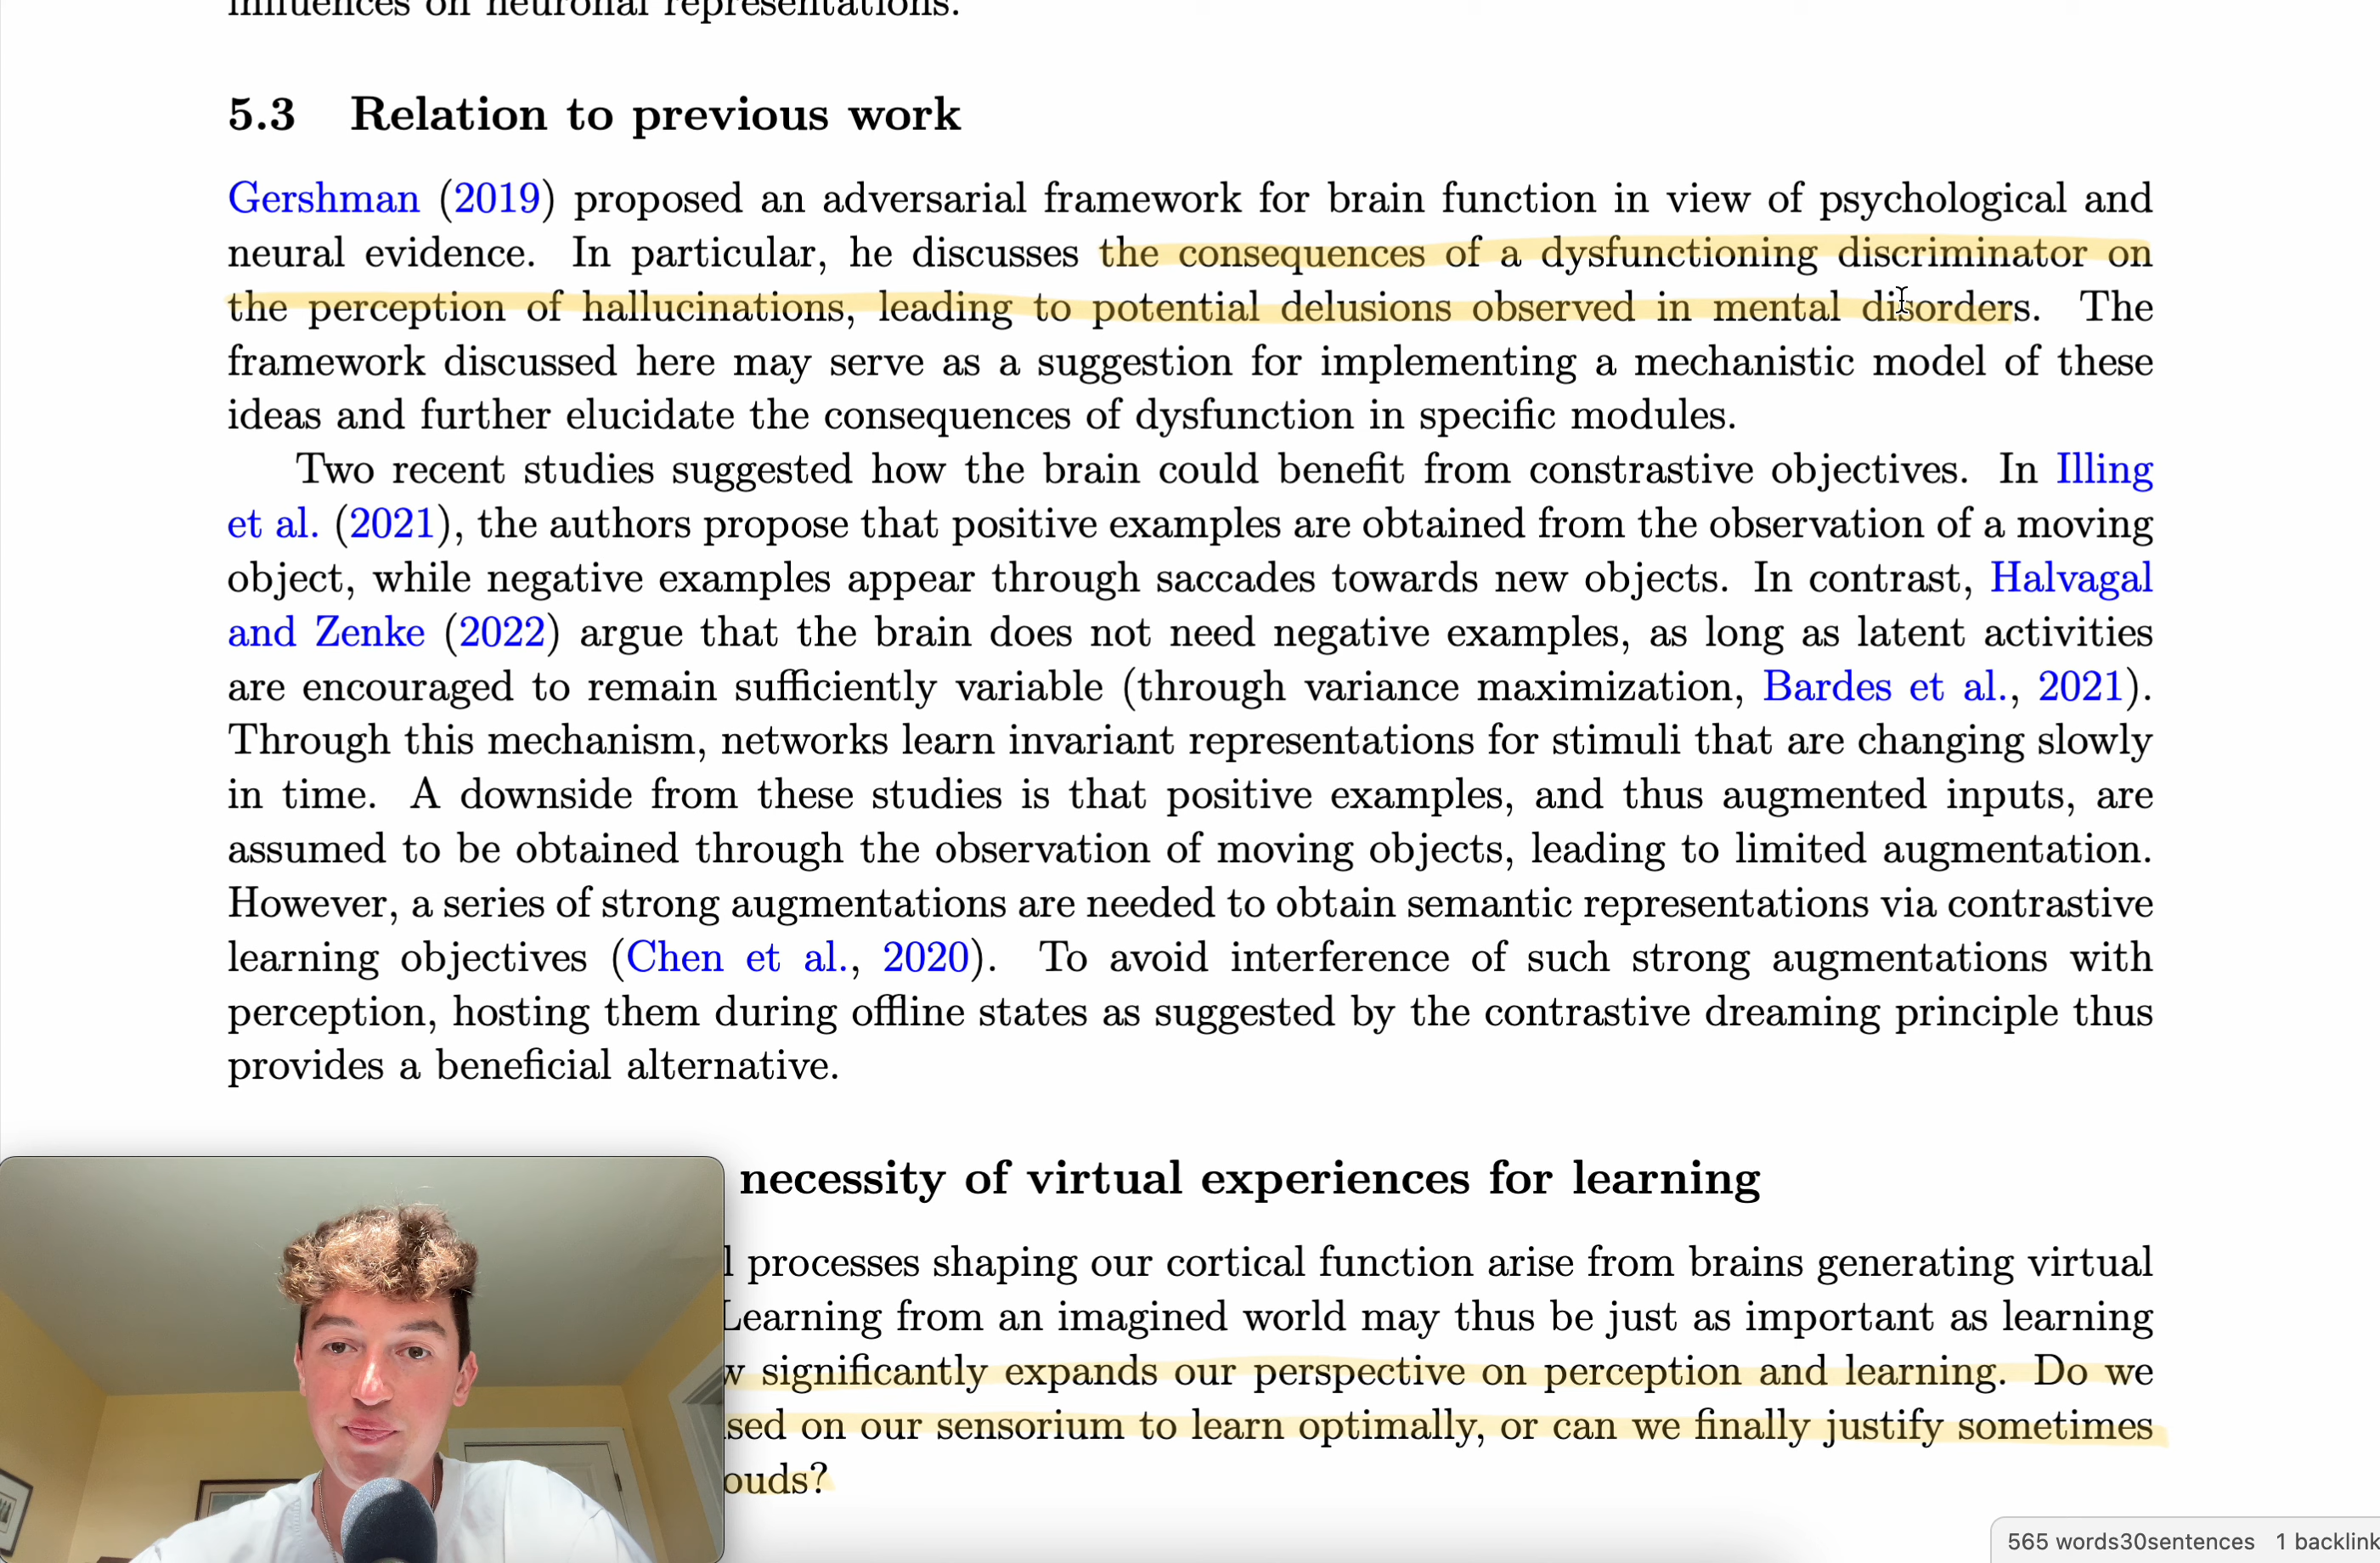 influences on neuronal representations.
5.3 Relation to previous work
Gershman (2019) proposed an adversarial framework for brain function in view of psychological and
neural evidence. In particular, he discusses the consequences of a dysfunctioning discriminator on
the perception of hallucinations, leading to potential delusions observed in mental disorders. The
framework discussed here may serve as a suggestion for implementing a mechanistic model of these
ideas and further elucidate the consequences of dysfunction in specific modules.
Two recent studies suggested how the brain could benefit from constrastive objectives. In Illing
et al. (2021), the authors propose that positive examples are obtained from the observation of a moving
object, while negative examples appear through saccades towards new objects. In contrast, Halvagal
and Zenke (2022) argue that the brain does not need negative examples, as long as latent activities
are encouraged to remain sufficiently variable (through variance maximization, Bardes et al., 2021).
Through this mechanism, networks learn invariant representations for stimuli that are changing slowly
in time. A downside from these studies is that positive examples, and thus augmented inputs, are
assumed to be obtained through the observation of moving objects, leading to limited augmentation.
However, a series of strong augmentations are needed to obtain semantic representations via contrastive
learning objectives (Chen et al., 2020). To avoid interference of such strong augmentations with
perception, hosting them during offline states as suggested by the contrastive dreaming principle thus
provides a beneficial alternative.
necessity of virtual experiences for learning
l processes shaping our cortical function arise from brains generating virtual
Learning from an imagined world may thus be just as important as learning
w significantly expands our perspective on perception and learning. Do we
sed on our sensorium to learn optimally, or can we finally justify sometimes
ouds?
565 words30sentences 1 backlink